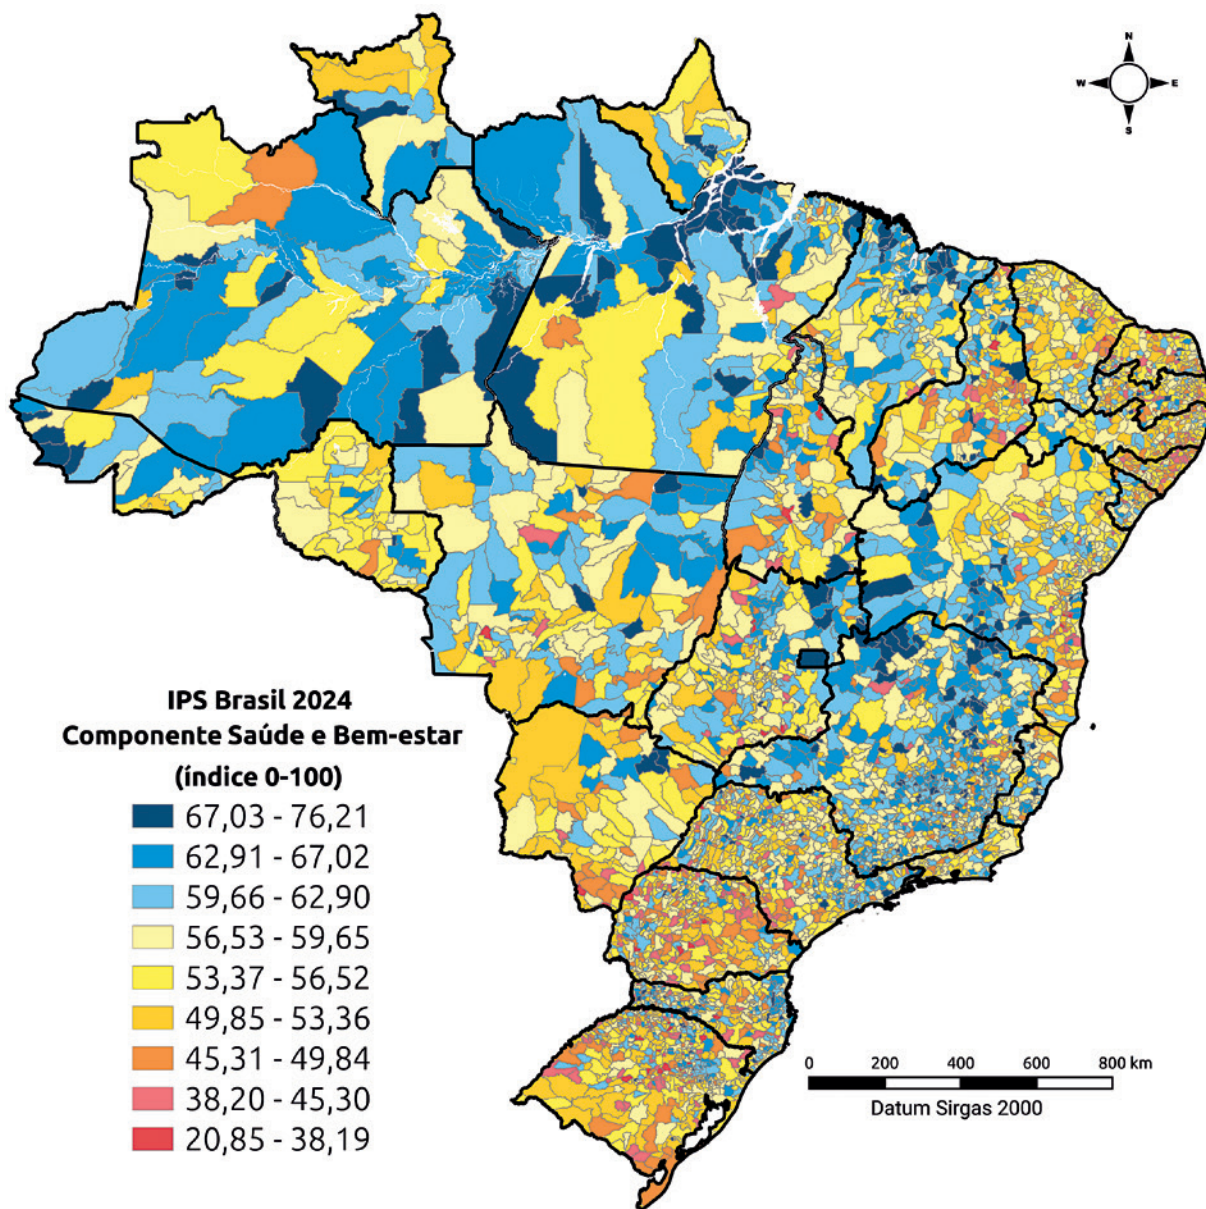 N
W E
S
IPS Brasil 2024
Componente Saúde e Bem-estar
(índice 0-100)
67,03 - 76,21
62,91 - 67,02
59,66 - 62,90
56,53 - 59,65
53,37 - 56,52
49,85 - 53,36
45,31 - 49,84
38,20 - 45,30
20,85 - 38,19
0 200 400 600 800 km
Datum Sirgas 2000